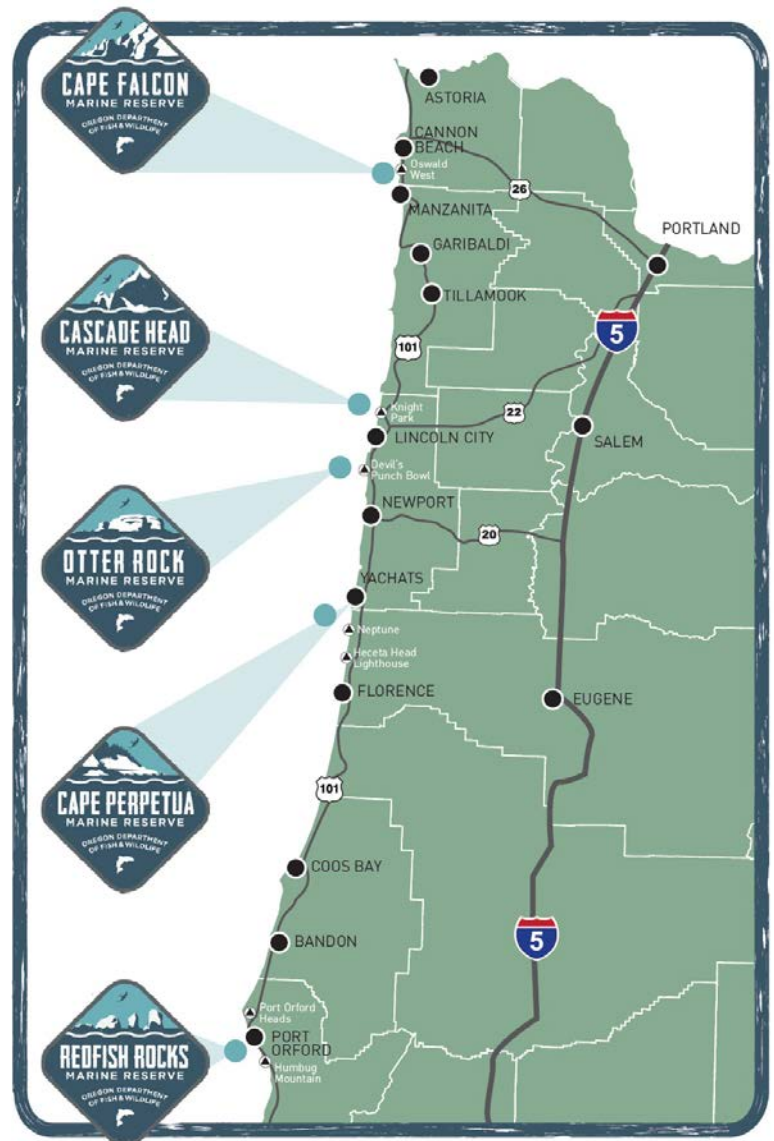 CAPE FALCON
MARINE RESERVE
OREGON DEPARTMENT
OF FISH & WILDLIFE
CASCADE HEAD
MARINE RESERVE
OREGON DEPARTMENT
OF FISH & WILDLIFE
OTTER ROCK
MARINE RESERVE
OREGON DEPARTMENT
OF FISH & WILDLIFE
CAPE PERPETUA
MARINE RESERVE
OREGON DEPARTMENT
OF FISH & WILDLIFE
REDFISH ROCKS
MARINE RESERVE
OREGON DEPARTMENT
OF FISH & WILDLIFE
ASTORIA
CANNON
BEACH
Oswald
West
26
MANZANITA
PORTLAND
GARIBALDI
TILLAMOOK
5
101
Knight
Park
22
LINCOLN CITY
SALEM
Devil's
Punch Bowl
NEWPORT
20
YACHATS
Neptune
Heceta Head
Lighthouse
FLORENCE
EUGENE
101
COOS BAY
BANDON
5
Port Orford
Heads
PORT
ORFORD
Humbug
Mountain